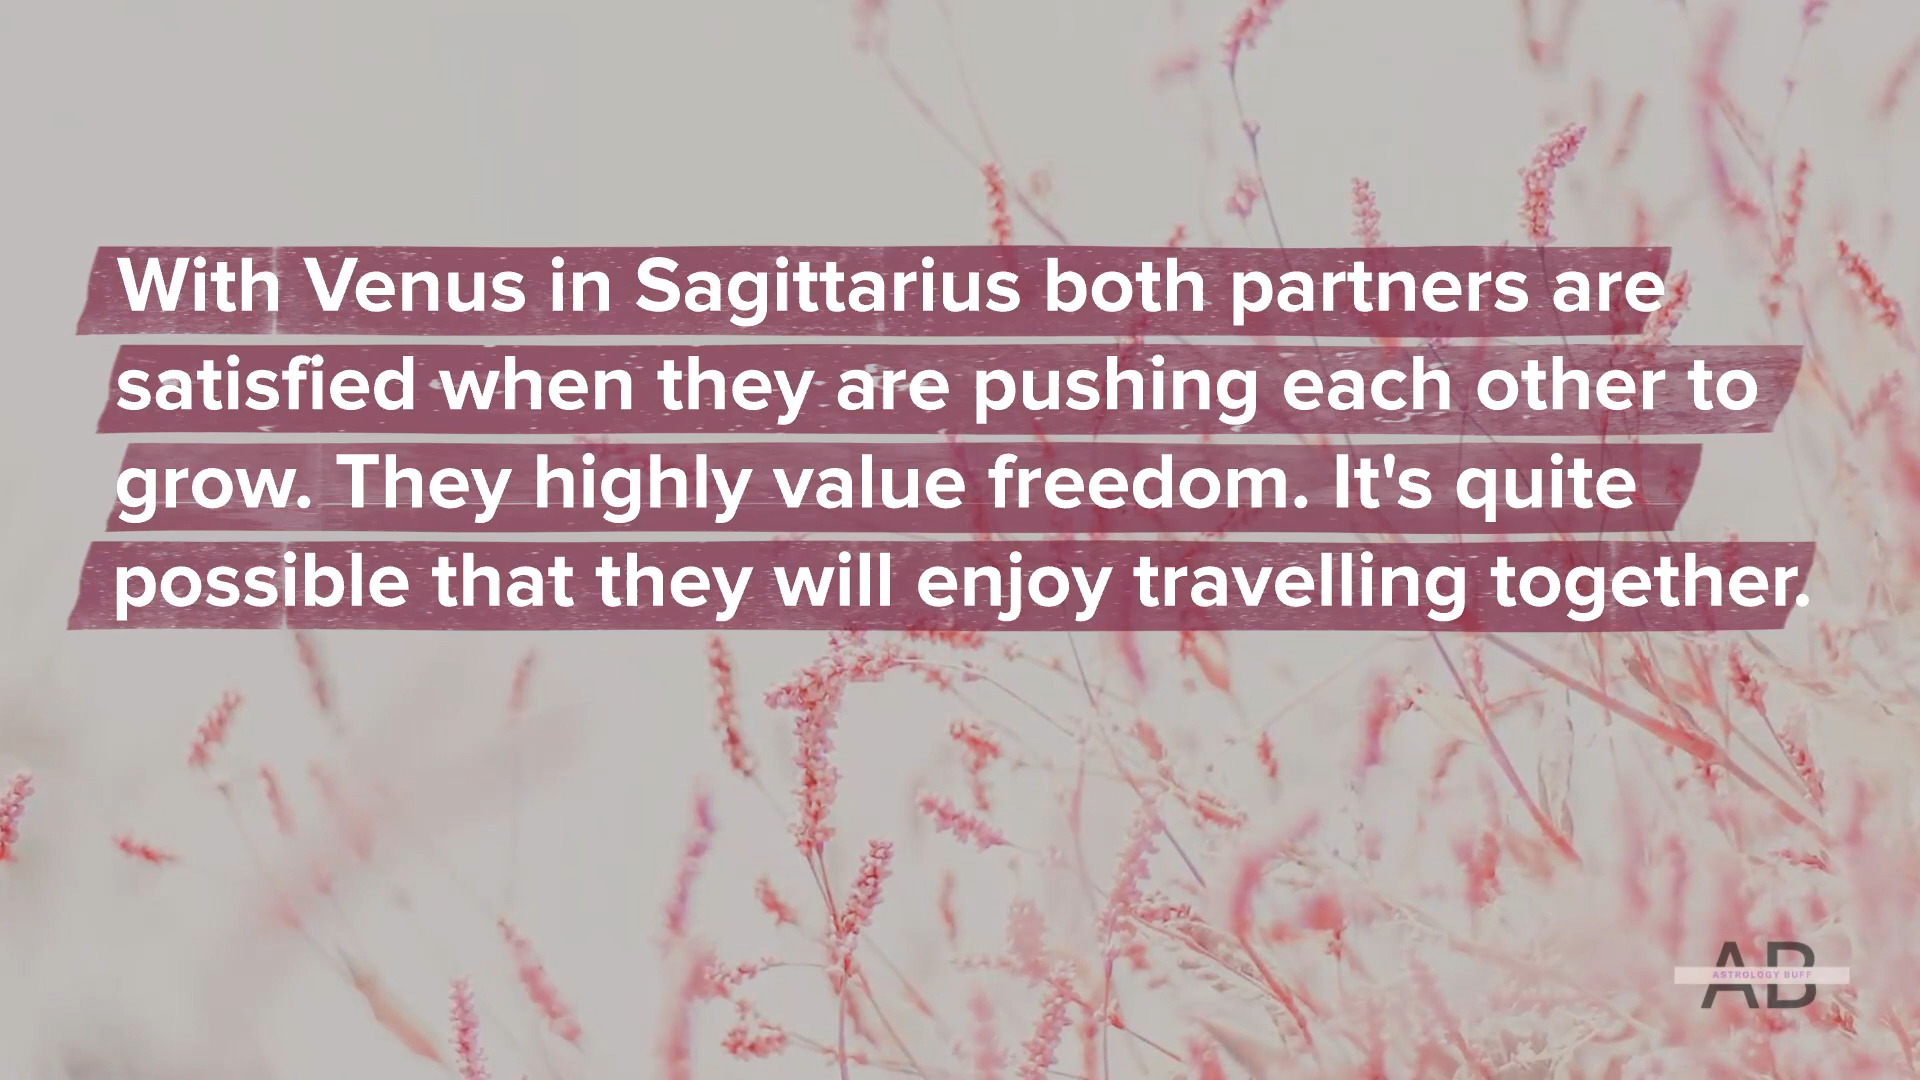 With Venus in Sagittarius both partners are
satisfied when they are pushing each other to
grow. They highly value freedom. It's quite
possible that they will enjoy travelling together.
AB
ASTROLOGY BUFF